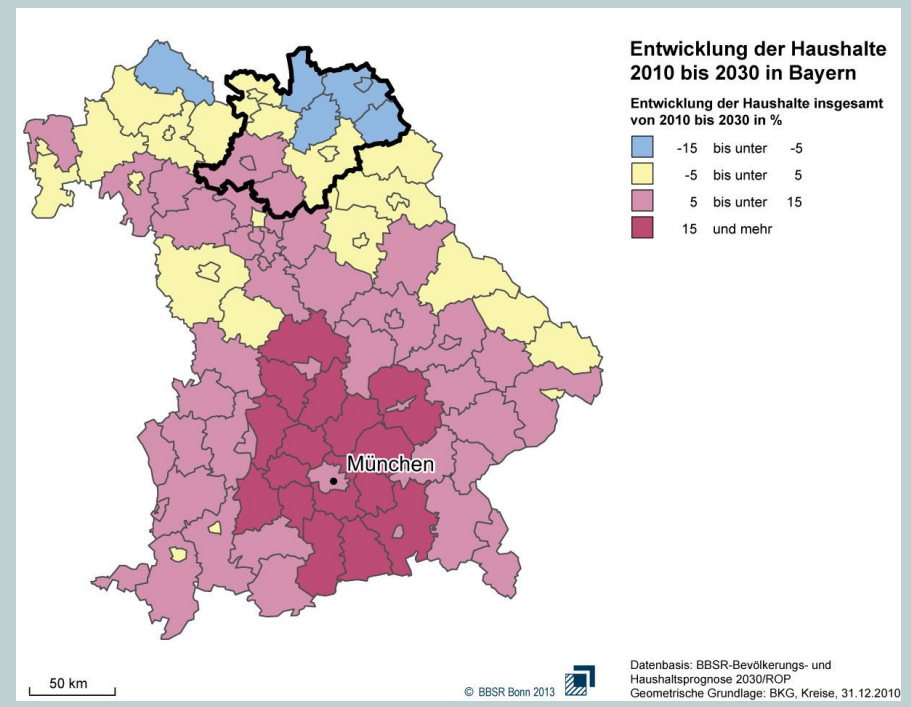 Entwicklung der Haushalte
2010 bis 2030 in Bayern
Entwicklung der Haushalte insgesamt
von 2010 bis 2030 in %
-15 bis unter -5
-5 bis unter 5
5 bis unter 15
15 und mehr
München
50 km
© BBSR Bonn 2013
Datenbasis: BBSR-Bevölkerungs- und
Haushaltsprognose 2030/ROP
Geometrische Grundlage: BKG, Kreise, 31.12.2010